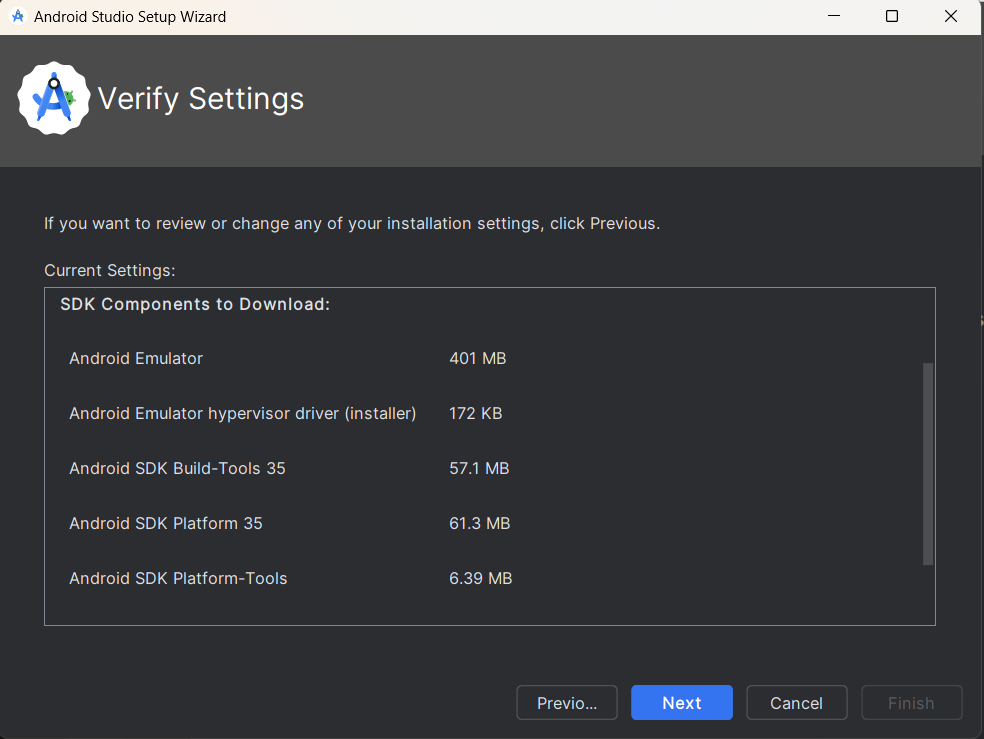 Android Studio Setup Wizard
Verify Settings
If you want to review or change any of your installation settings, click Previous.
Current Settings:
SDK Components to Download:
Android Emulator 401 MB
Android Emulator hypervisor driver (installer) 172 KB
Android SDK Build-Tools 35 57.1 MB
Android SDK Platform 35 61.3 MB
Android SDK Platform-Tools 6.39 MB
Previo... Next Cancel Finish